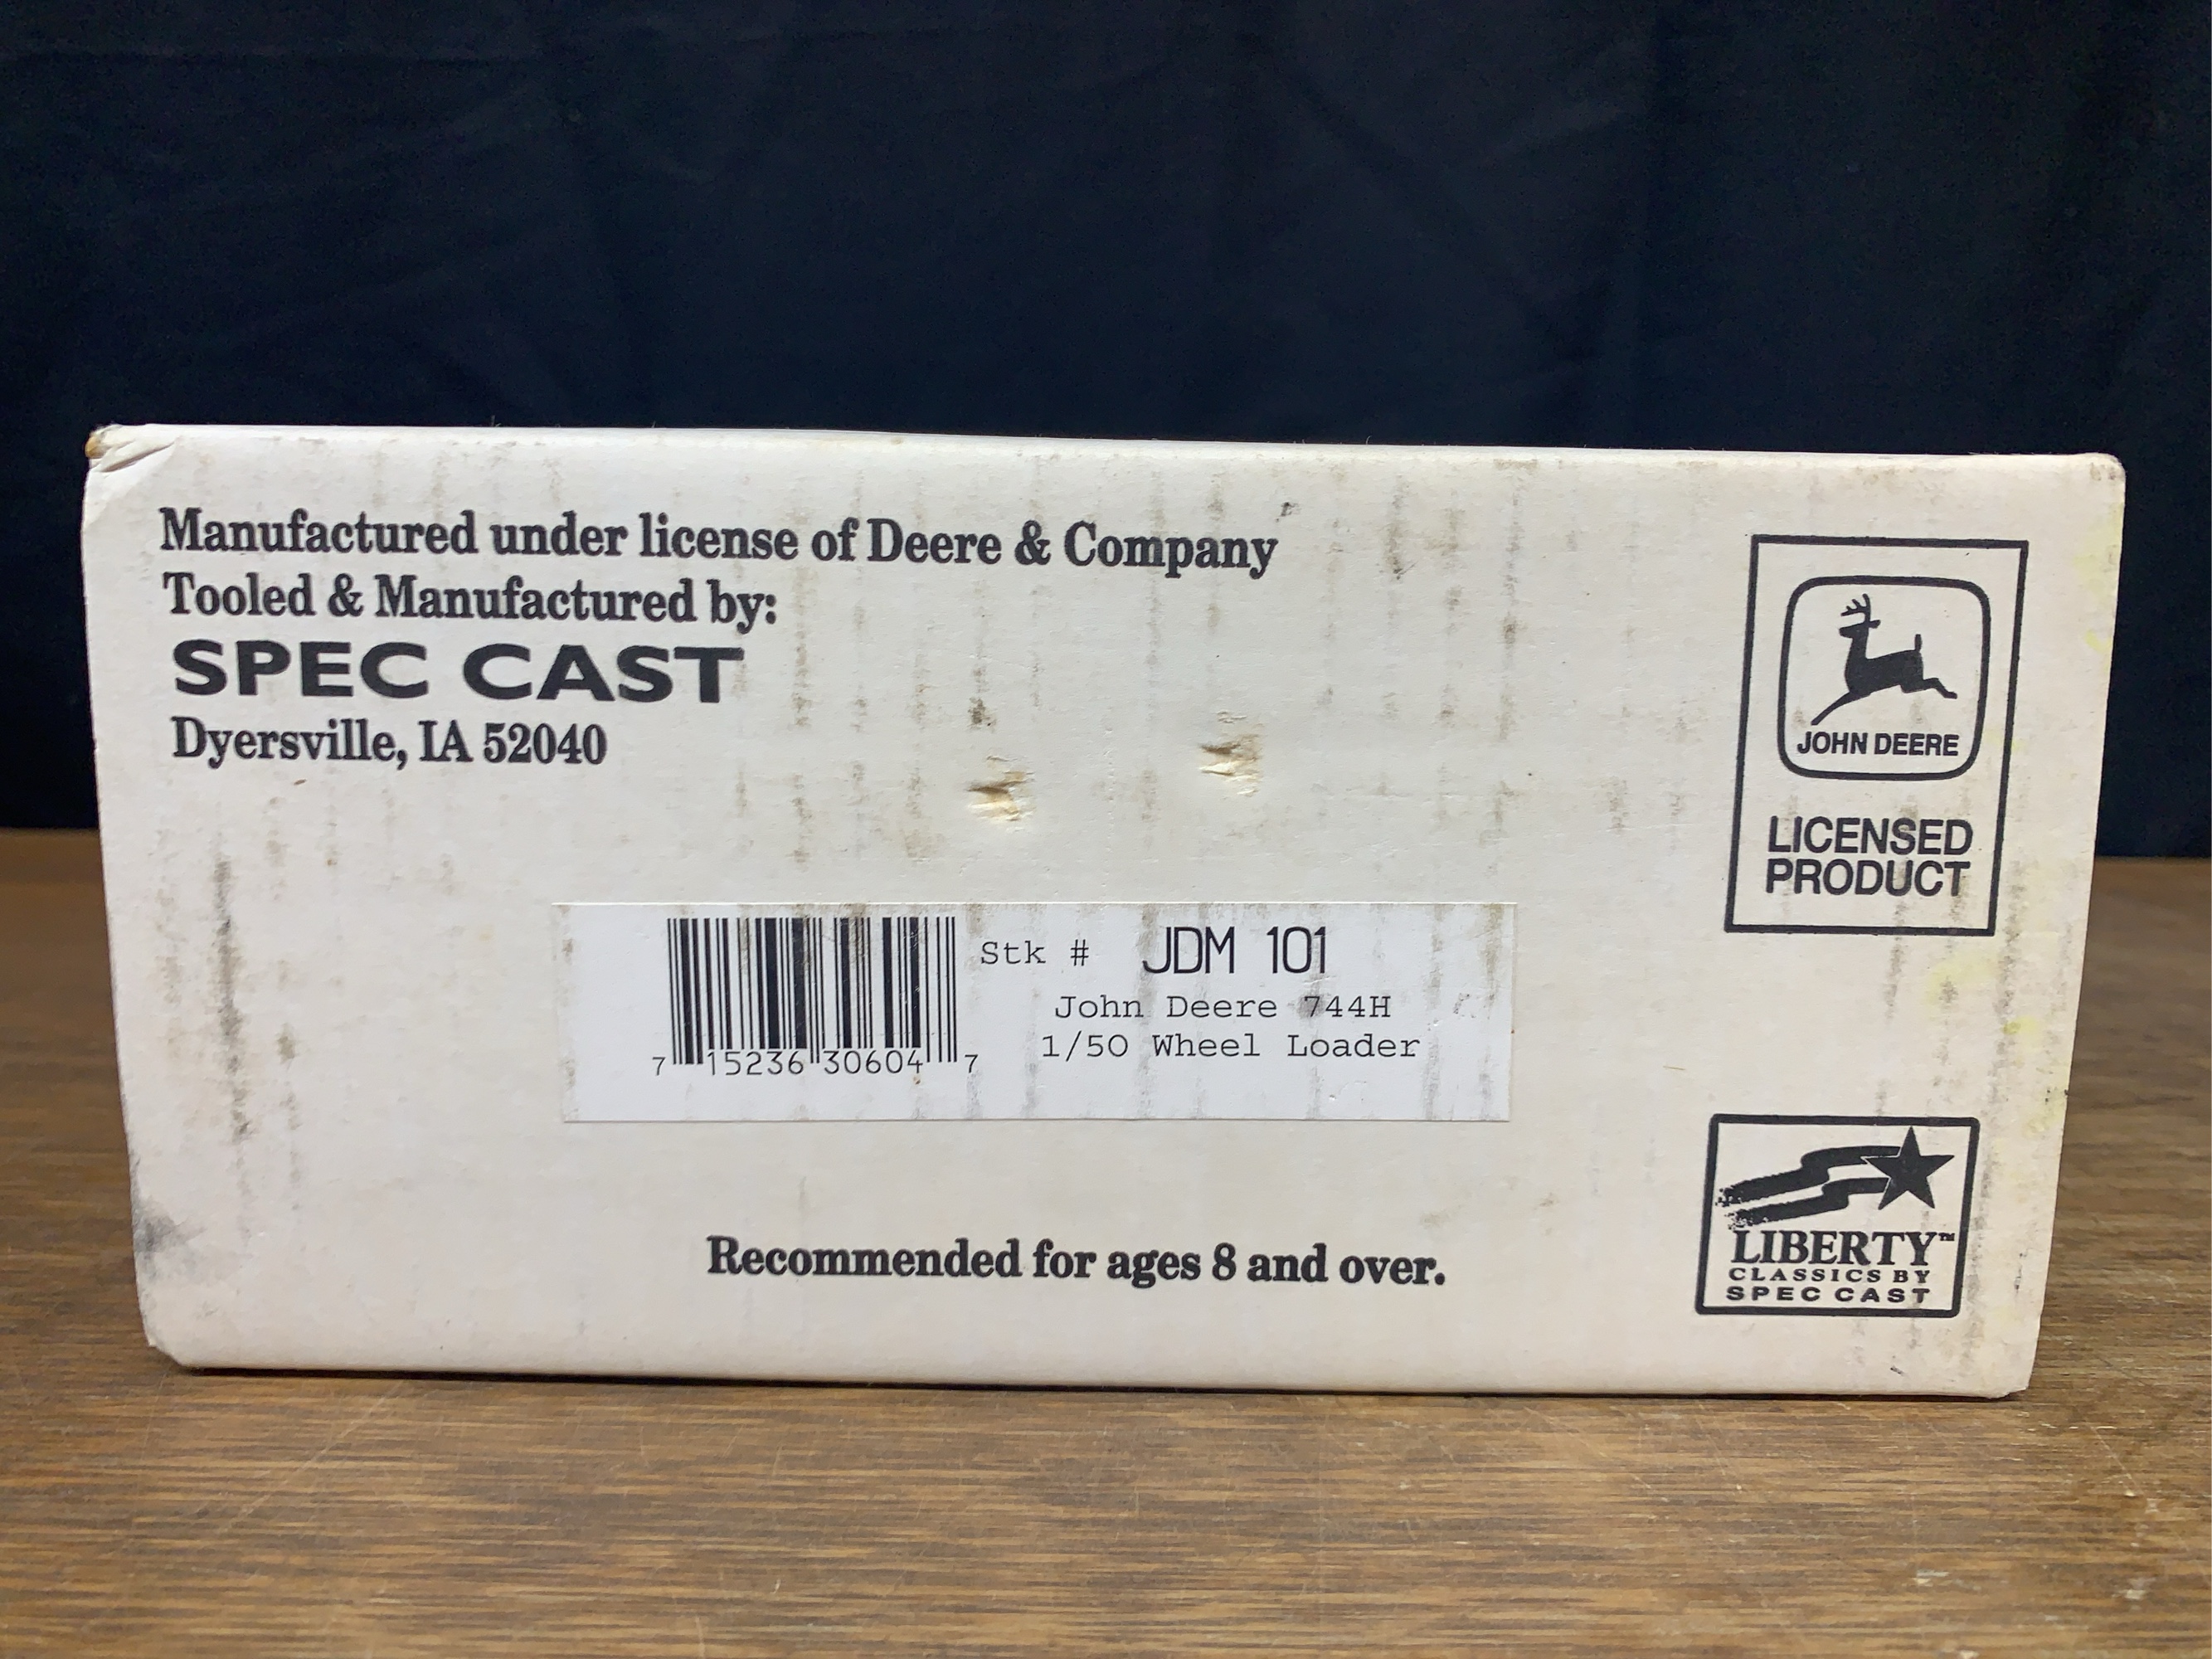 Manufactured under license of Deere & Company
Tooled & Manufactured by:
SPEC CAST
Dyersville, IA 52040
JOHN DEERE
LICENSED
PRODUCT
Stk # JDM 101
John Deere 744H
1/50 Wheel Loader
7 15236 30604 7
Recommended for ages 8 and over.
LIBERTY™
CLASSICS BY
SPEC CAST